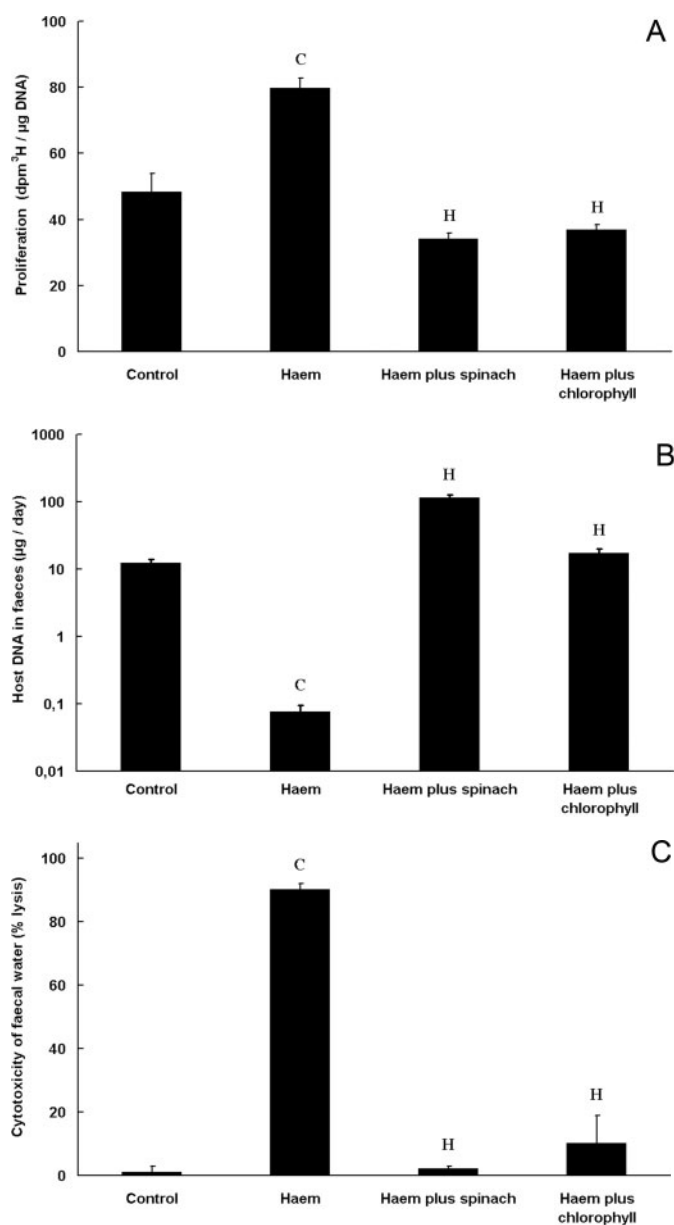 A
Proliferation (dpm³H / µg DNA)
100
80
60
40
20
0
C
H
H
Control
Haem
Haem plus spinach
Haem plus
chlorophyll
B
Host DNA in faeces (µg / day)
1000
100
10
1
0,1
0,01
C
H
H
Control
Haem
Haem plus spinach
Haem plus
chlorophyll
C
Cytotoxicity of faecal water (% lysis)
100
80
60
40
20
0
C
H
H
Control
Haem
Haem plus spinach
Haem plus
chlorophyll